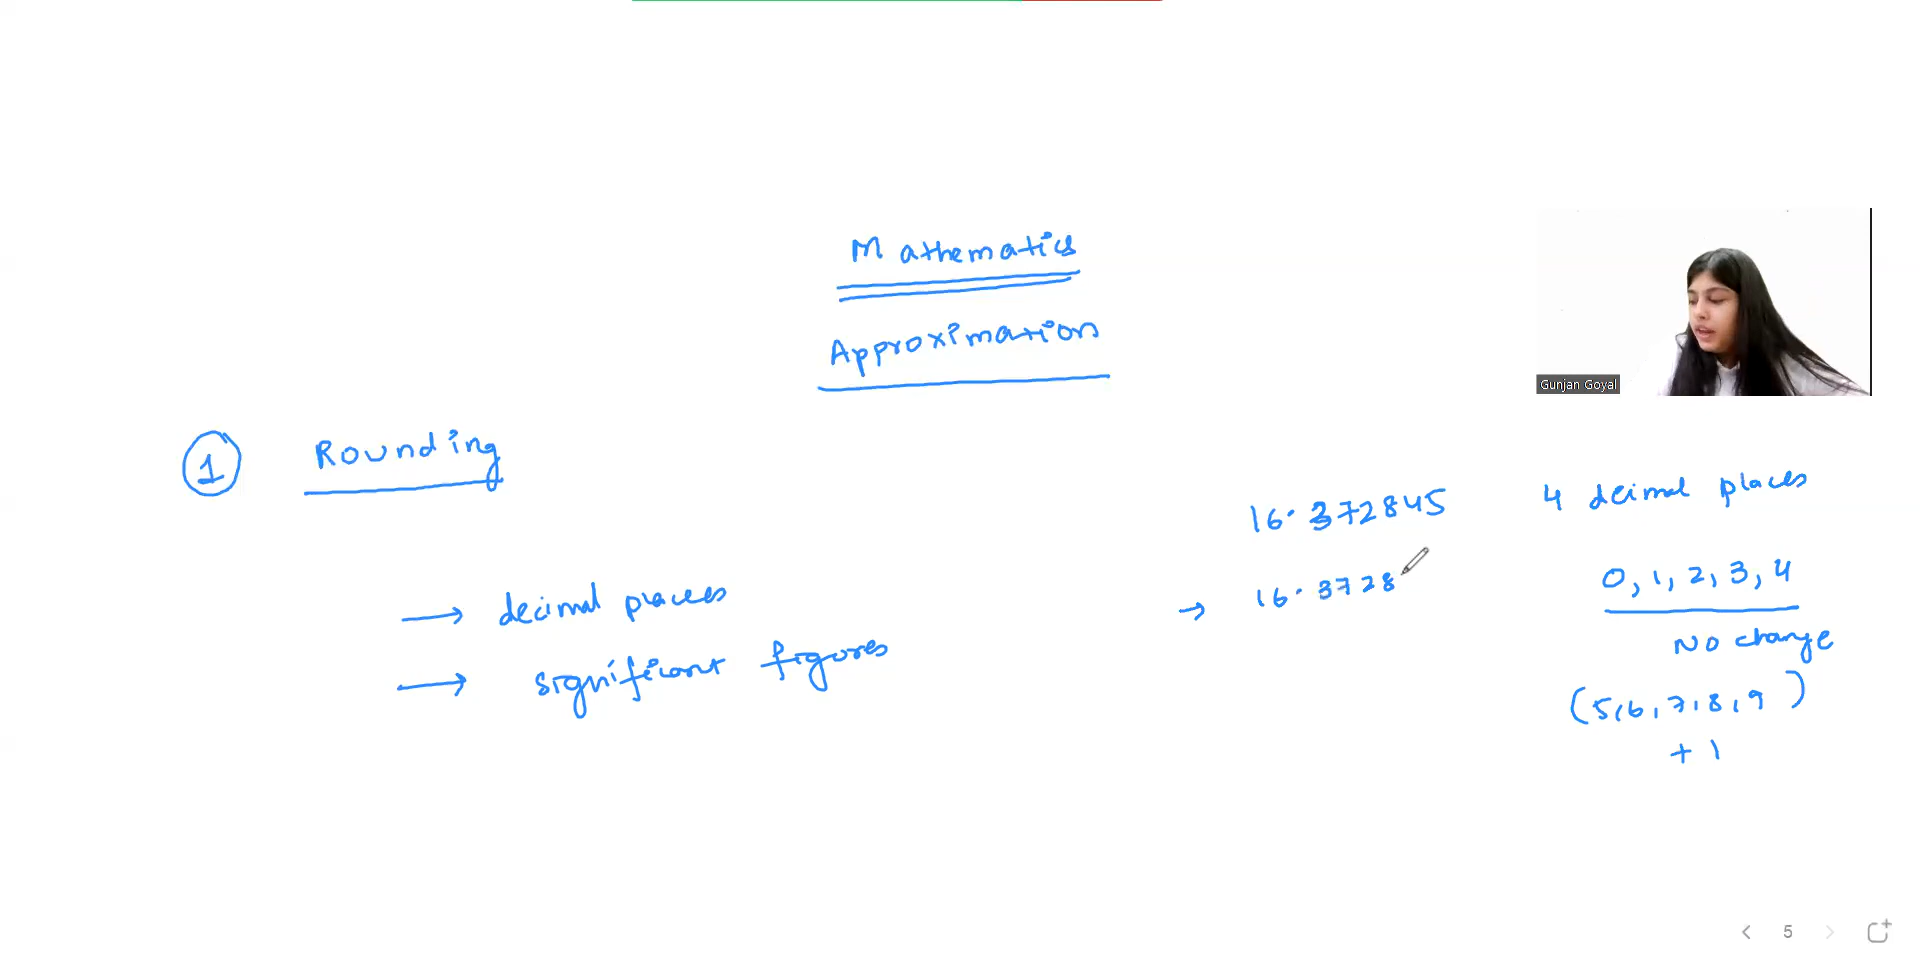 Mathematics
Approximation
Gunjan Goyal
1 Rounding
16.372845 4 decimal places
→ decimal places
→ 16.3728
0, 1, 2, 3, 4
No change
→ significant figures
(5,6,7,8,9)
+ 1
5